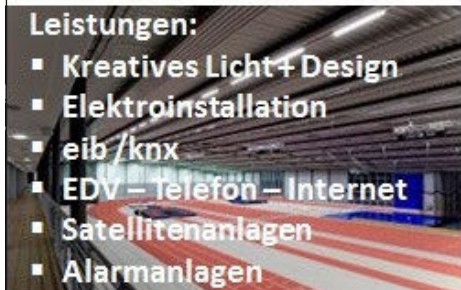 Leistungen:
▪ Kreatives Licht+ Design
▪ Elektroinstallation
▪ eib /knx
▪ EDV – Telefon – Internet
▪ Satellitenanlagen
▪ Alarmanlagen